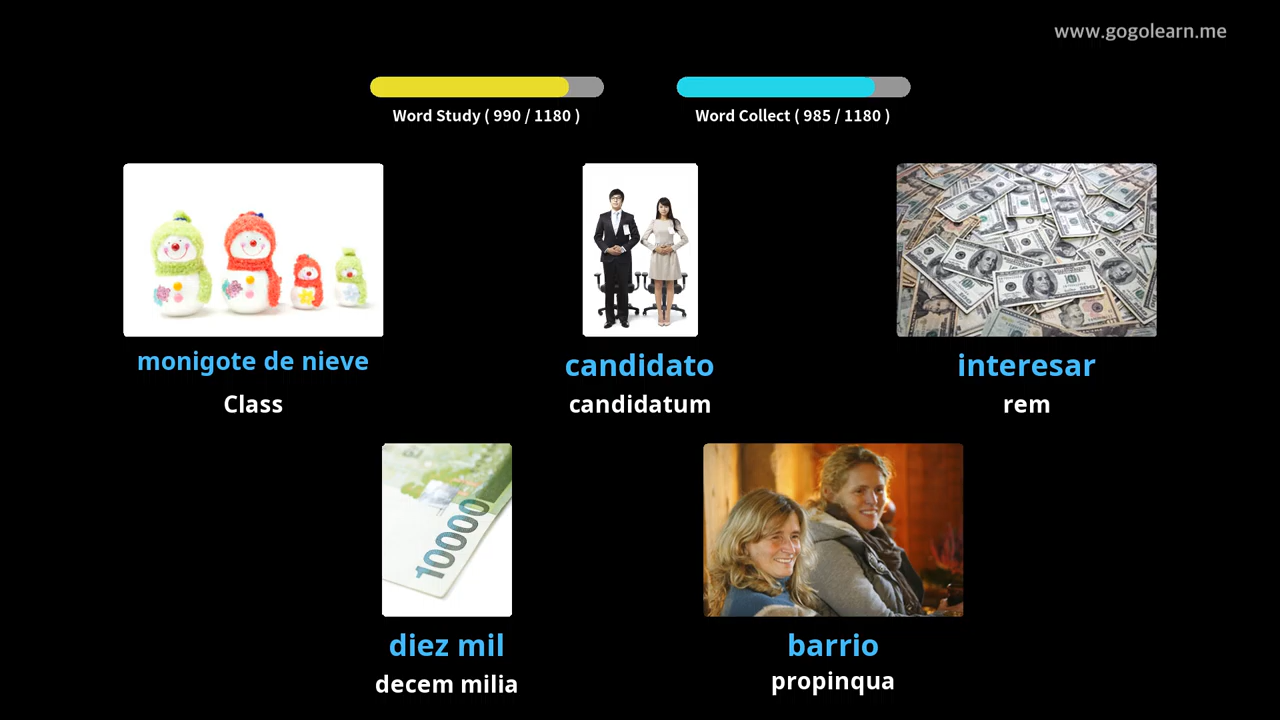 www.gogolearn.me
Word Study ( 990 / 1180 )
Word Collect ( 985 / 1180 )
monigote de nieve
Class
candidato
candidatum
interesar
rem
10000
diez mil
decem milia
barrio
propinqua